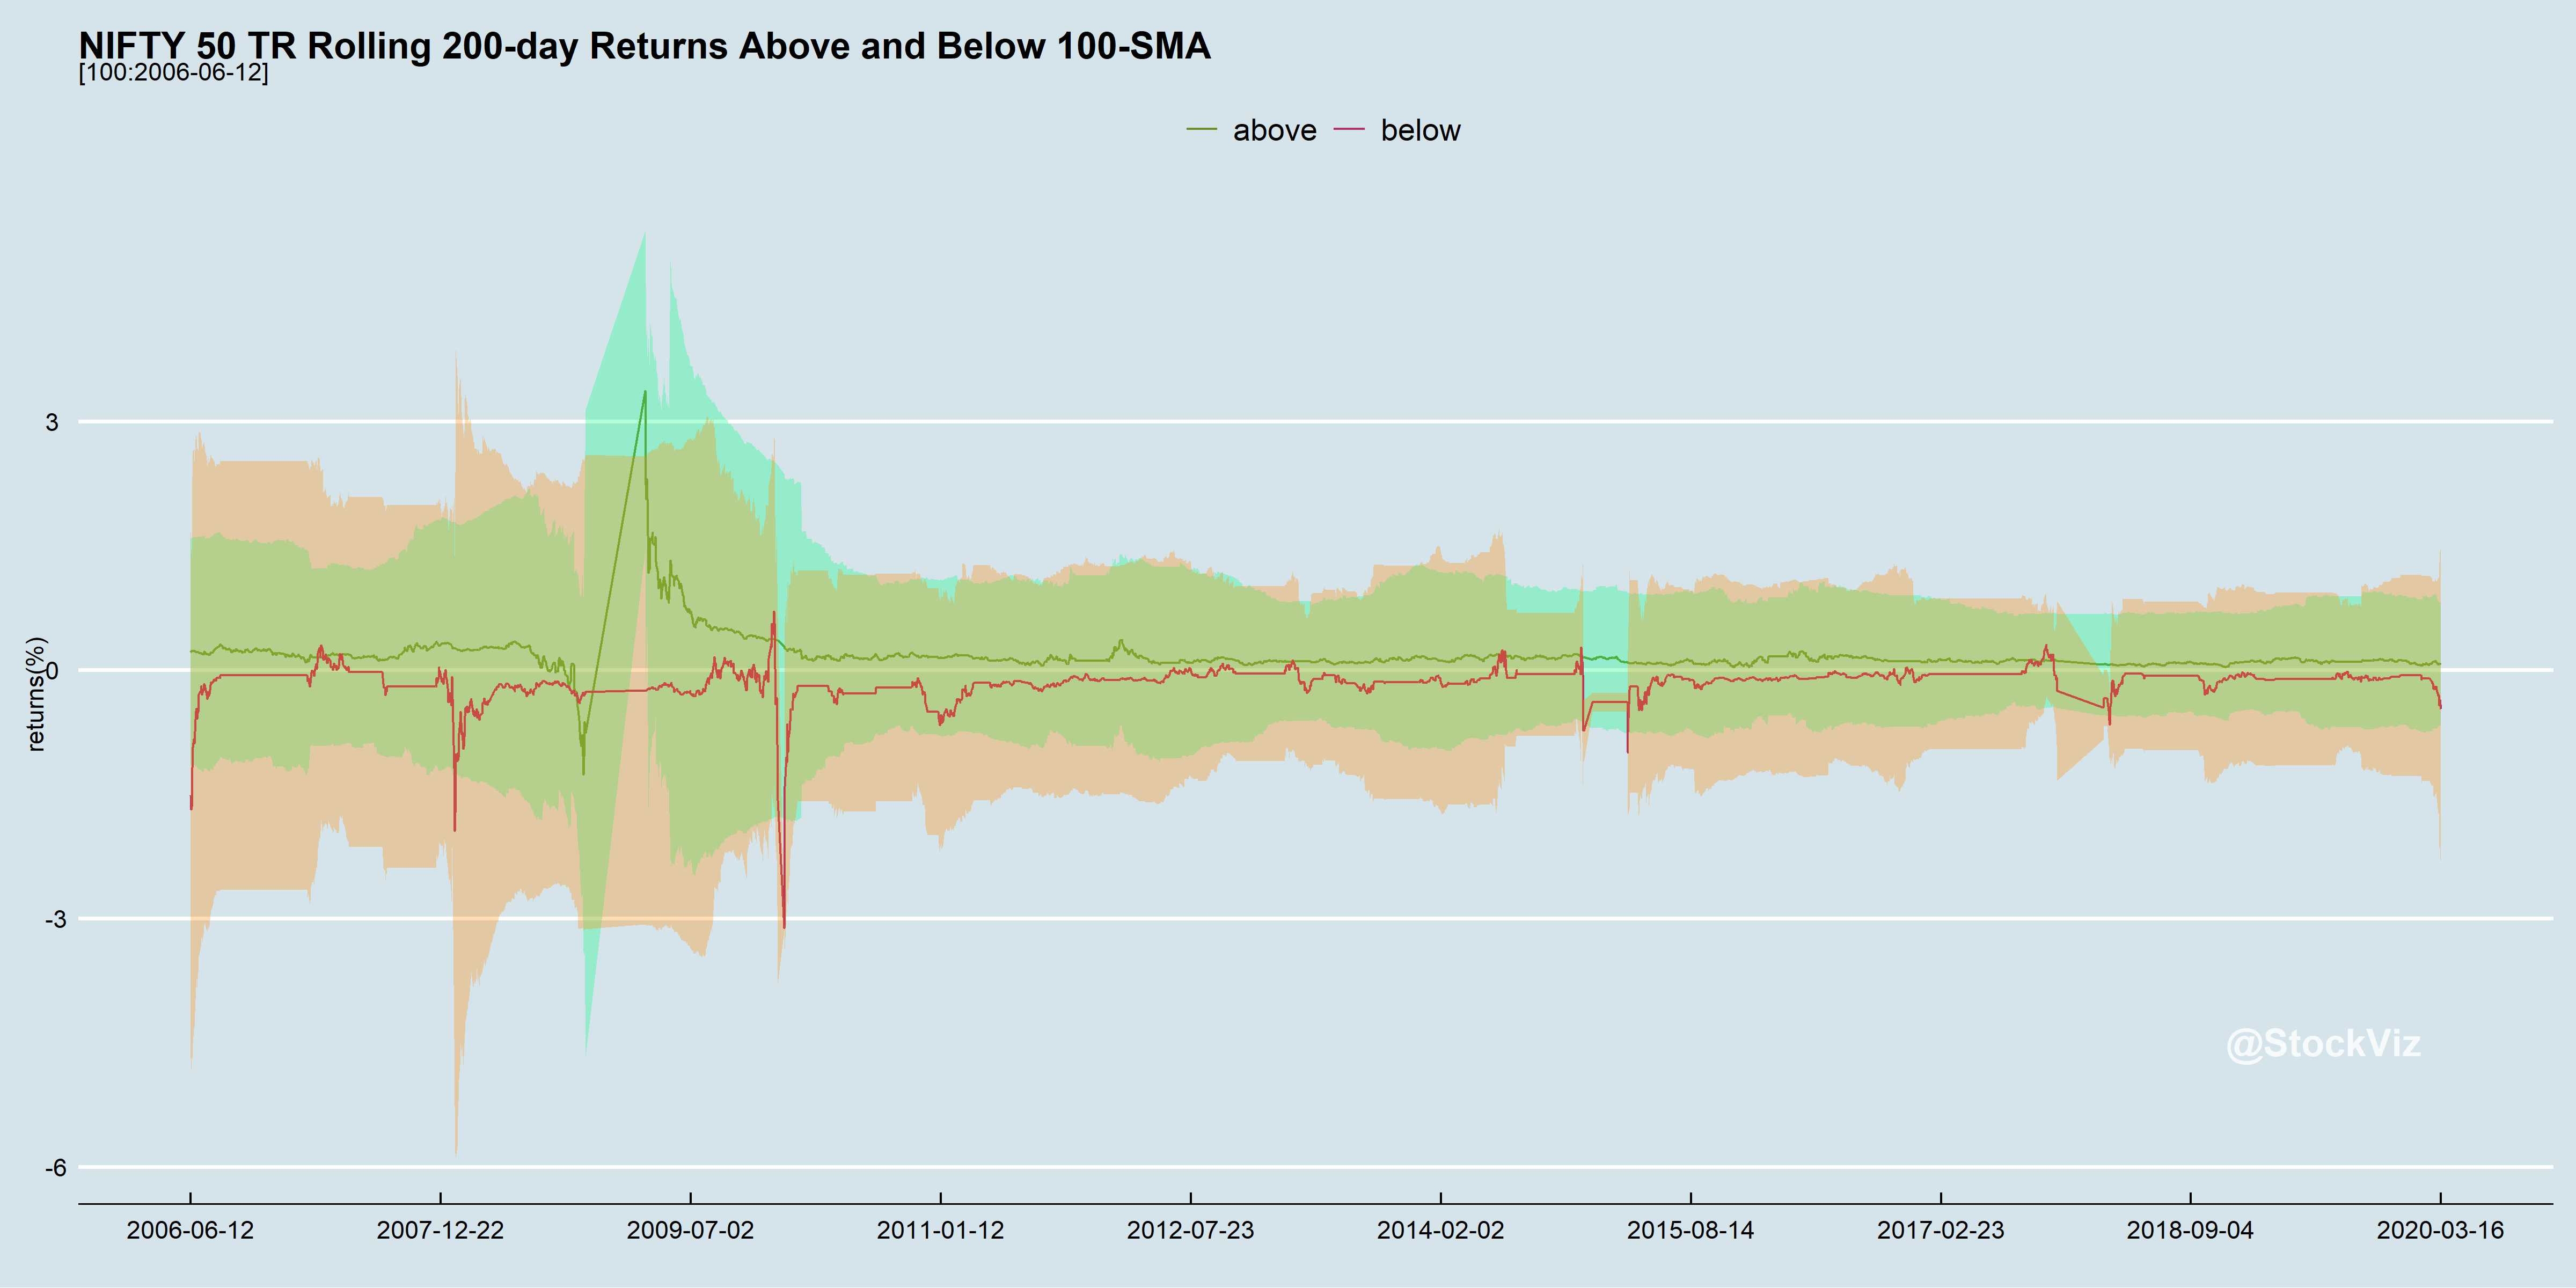 NIFTY 50 TR Rolling 200-day Returns Above and Below 100-SMA
[100:2006-06-12]
above below
3
0
-3
-6
returns(%)
@StockViz
2006-06-12 2007-12-22 2009-07-02 2011-01-12 2012-07-23 2014-02-02 2015-08-14 2017-02-23 2018-09-04 2020-03-16